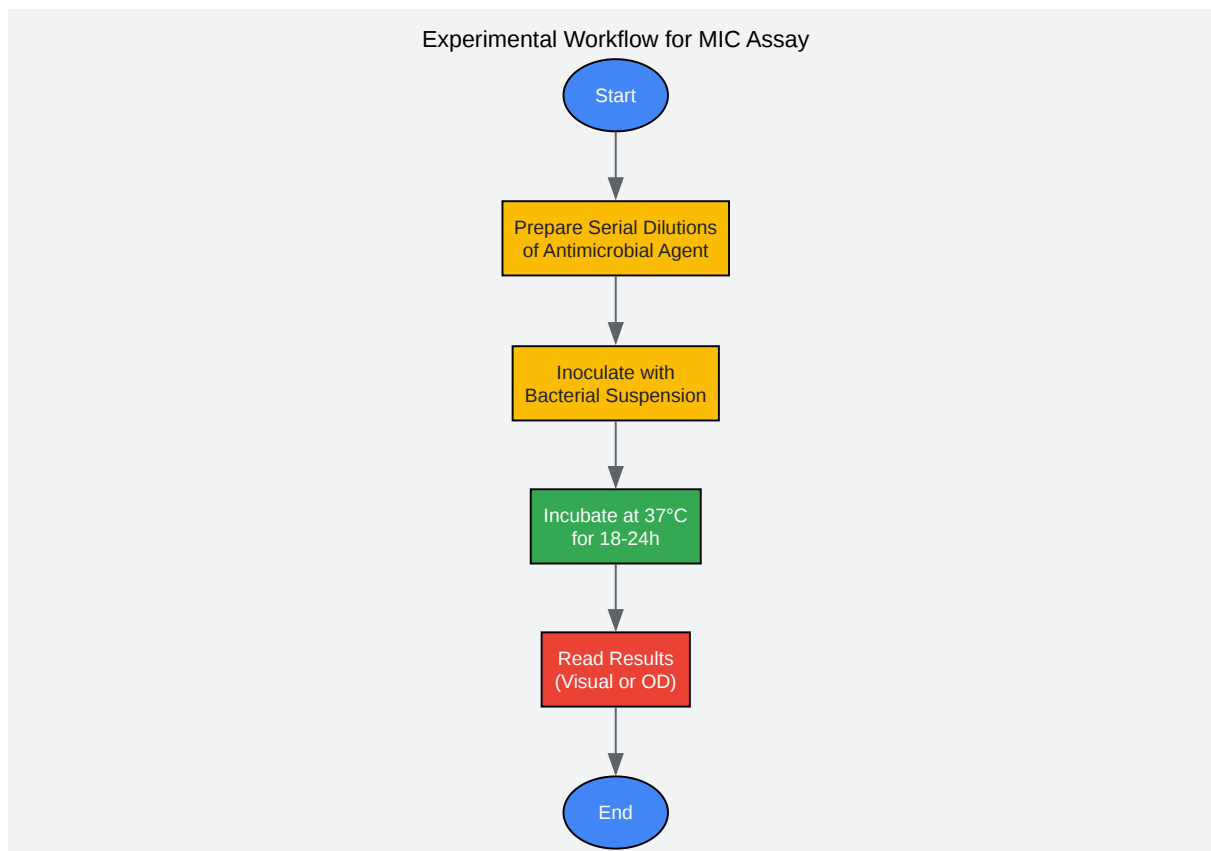 Experimental Workflow for MIC Assay
Start
Prepare Serial Dilutions
of Antimicrobial Agent
Inoculate with
Bacterial Suspension
Incubate at 37°C
for 18-24h
Read Results
(Visual or OD)
End